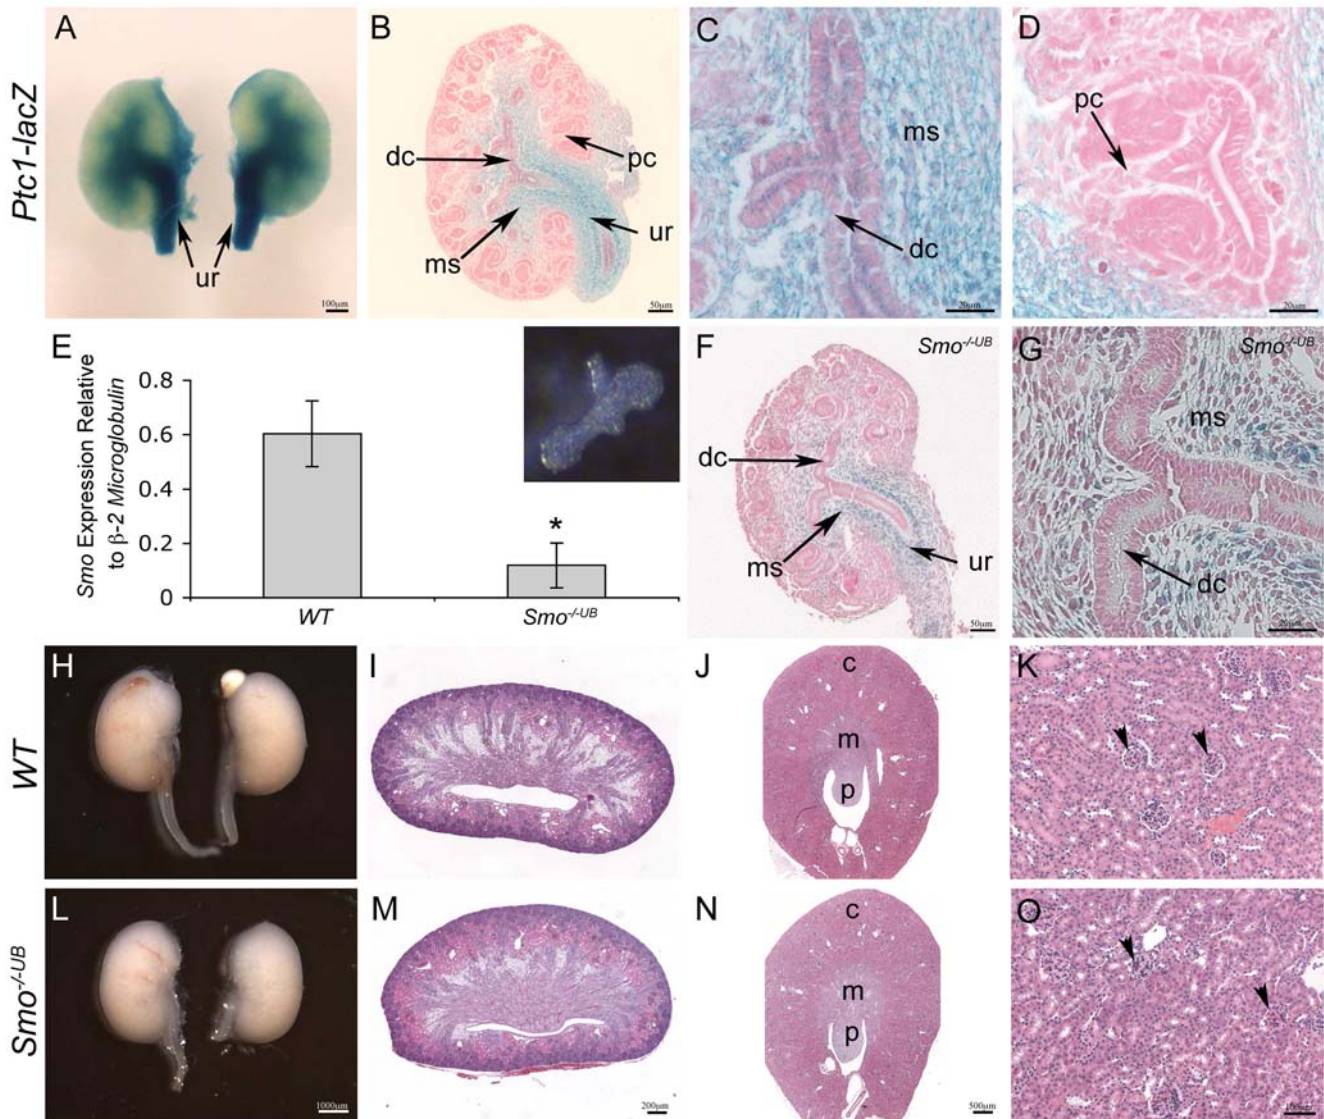 A
B
C
D
Ptc1-lacZ
ur
100µm
dc
pc
ms
ur
50µm
ms
dc
20µm
pc
20µm
E
Smo Expression Relative
to β-2 Microglobulin
0.8
0.6
0.4
0.2
0
*
WT
Smo-/-UB
F
Smo-/-UB
dc
ms
ur
50µm
G
Smo-/-UB
ms
dc
20µm
WT
H
I
J
c
m
p
K
Smo-/-UB
L
1000µm
M
200µm
N
c
m
p
500µm
O
100µm